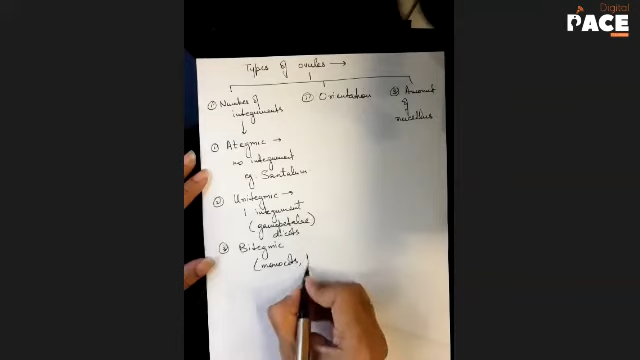 Digital
PACE
Types of ovules →
① Number of integuments
② Orientation
③ Amount of nucellus
① Ategmic →
no integument
eg. Santalum
② Unitegmic →
1 integument
(gamopetalae
dicots)
③ Bitegmic
(monocots,